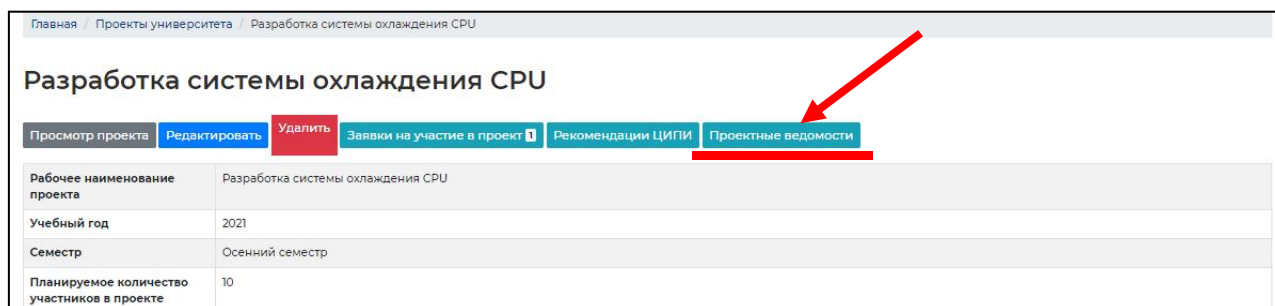 Главная / Проекты университета / Разработка системы охлаждения CPU
Разработка системы охлаждения CPU
Просмотр проекта Редактировать Удалить Заявки на участие в проект 1 Рекомендации ЦИПИ Проектные ведомости
Рабочее наименование проекта Разработка системы охлаждения CPU
Учебный год 2021
Семестр Осенний семестр
Планируемое количество участников в проекте 10